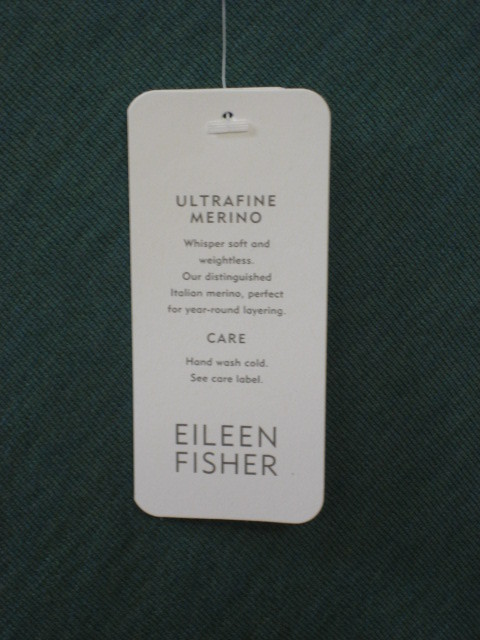 ULTRAFINE
MERINO
Whisper soft and
weightless.
Our distinguished
Italian merino, perfect
for year-round layering.
CARE
Hand wash cold.
See care label.
EILEEN
FISHER